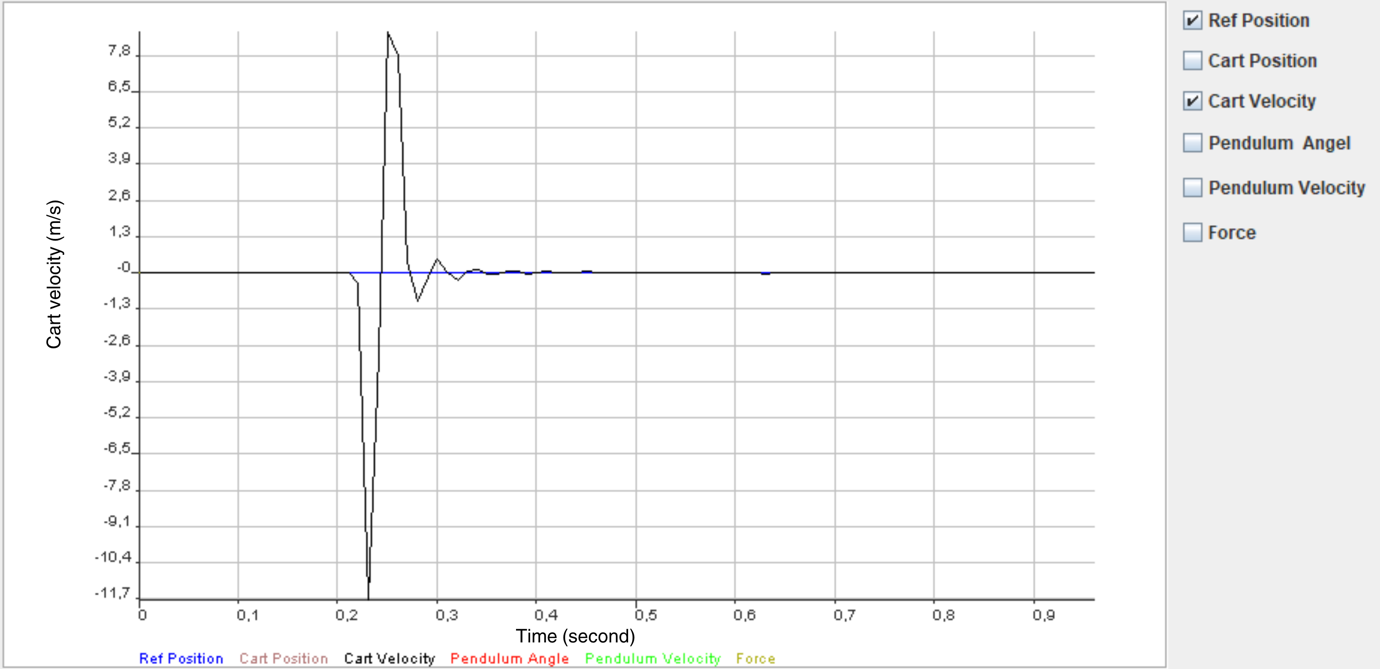 7,8
6,5
5,2
3,9
2,6
1,3
-0
-1,3
-2,6
-3,9
-5,2
-6,5
-7,8
-9,1
-10,4
-11,7
Cart velocity (m/s)
0 0,1 0,2 0,3 0,4 0,5 0,6 0,7 0,8 0,9
Time (second)
Ref Position Cart Position Cart Velocity Pendulum Angle Pendulum Velocity Force
Ref Position
Cart Position
Cart Velocity
Pendulum Angel
Pendulum Velocity
Force